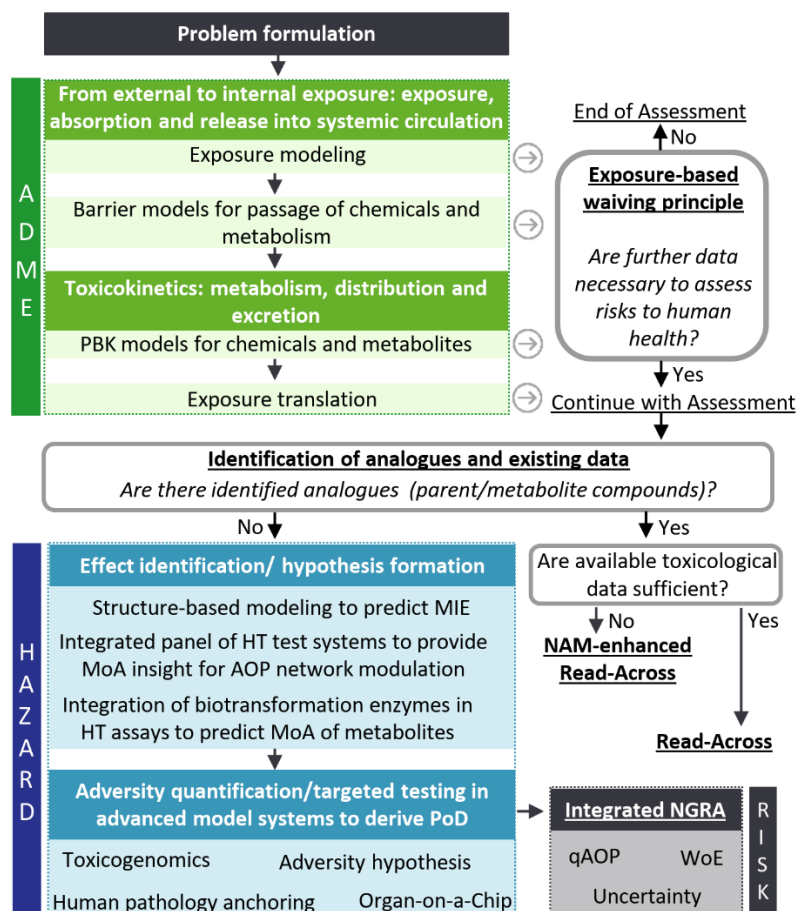 Problem formulation
A
D
M
E
From external to internal exposure: exposure,
absorption and release into systemic circulation
Exposure modeling
Barrier models for passage of chemicals and
metabolism
Toxicokinetics: metabolism, distribution and
excretion
PBK models for chemicals and metabolites
Exposure translation
End of Assessment
No
Exposure-based
waiving principle
Are further data
necessary to assess
risks to human
health?
Yes
Continue with Assessment
Identification of analogues and existing data
Are there identified analogues (parent/metabolite compounds)?
No
Yes
H
A
Z
A
R
D
Effect identification/ hypothesis formation
Structure-based modeling to predict MIE
Integrated panel of HT test systems to provide
MoA insight for AOP network modulation
Integration of biotransformation enzymes in
HT assays to predict MoA of metabolites
Adversity quantification/targeted testing in
advanced model systems to derive PoD
Toxicogenomics
Adversity hypothesis
Human pathology anchoring
Organ-on-a-Chip
Are available toxicological
data sufficient?
No
Yes
NAM-enhanced
Read-Across
Read-Across
Integrated NGRA
qAOP
WoE
Uncertainty
R
I
S
K